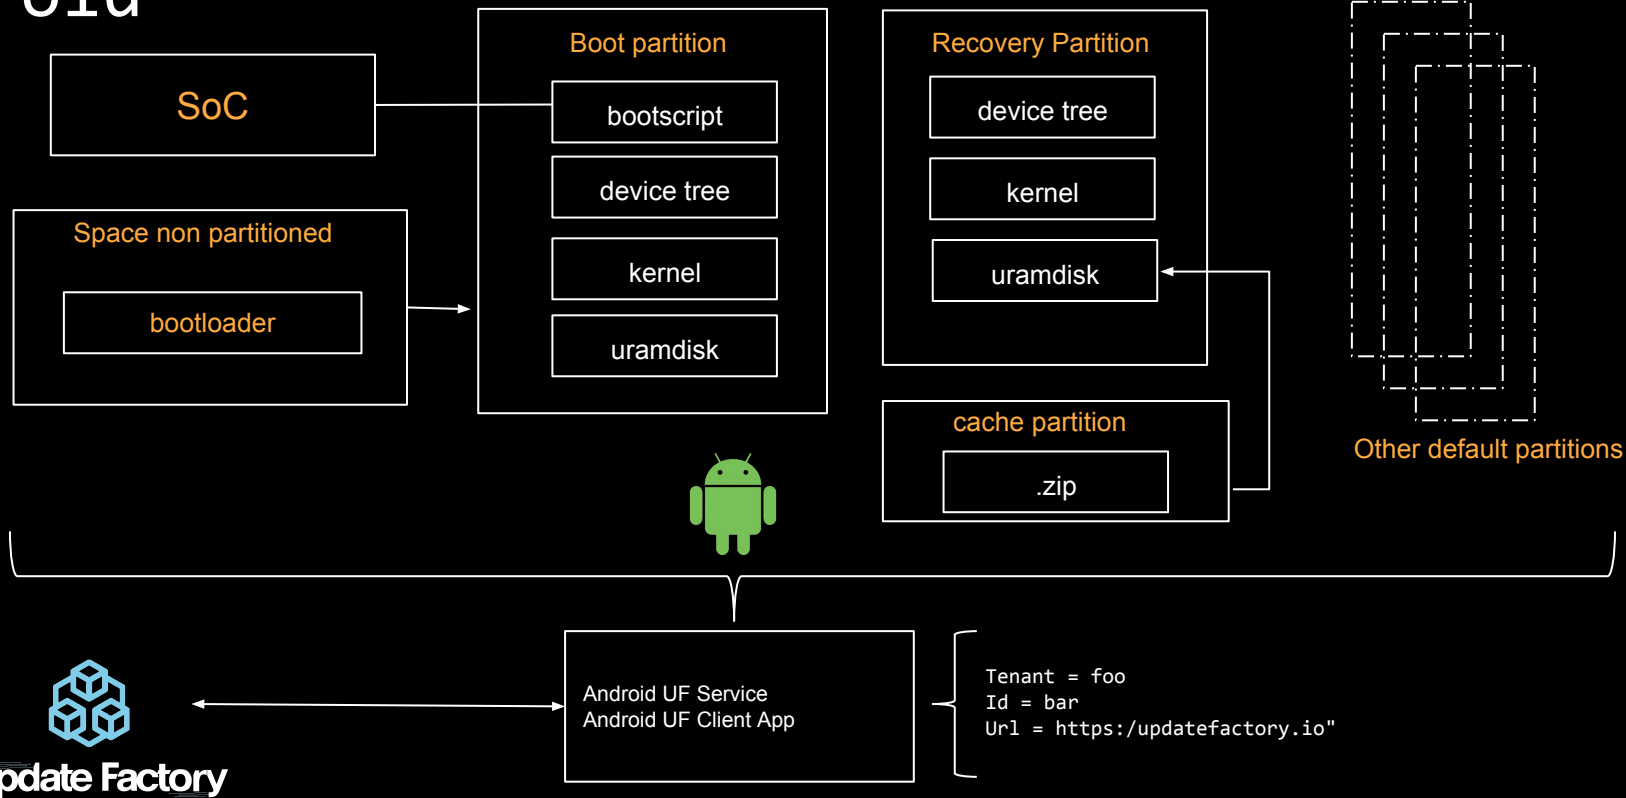 oid
SoC
Space non partitioned
bootloader
Boot partition
bootscript
device tree
kernel
uramdisk
Recovery Partition
device tree
kernel
uramdisk
cache partition
.zip
Other default partitions
pdate Factory
Android UF Service
Android UF Client App
Tenant = foo
Id = bar
Url = https:/updatefactory.io"